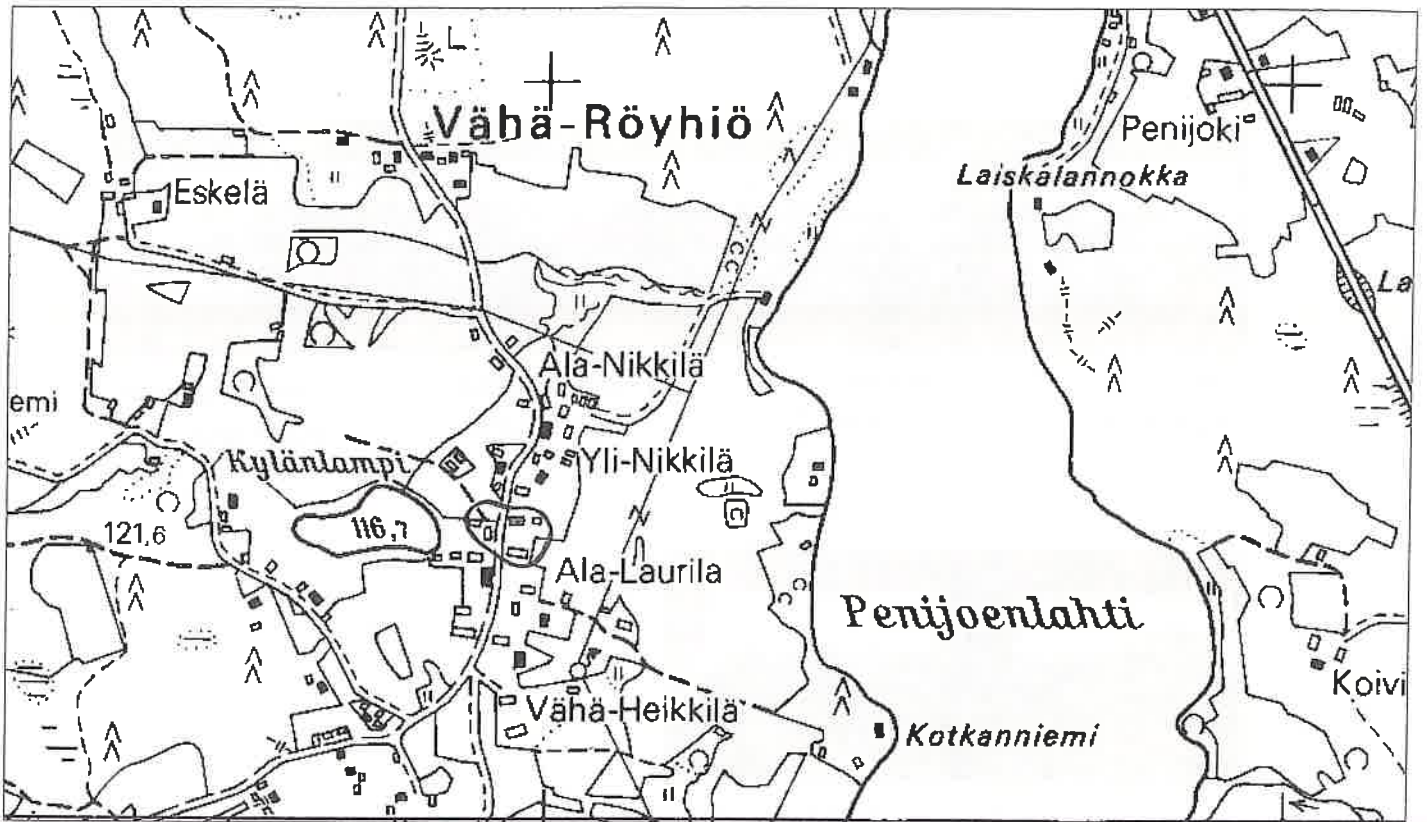 Vähä-Röyhiö
Penijoki
Laiskalannokka
Eskelä
La
Ala-Nikkilä
emi
Kylänlampi
Yli-Nikkilä
116,7
121,6
Ala-Laurila
Penijoenlahti
Koivi
Vähä-Heikkilä
Kotkanniemi